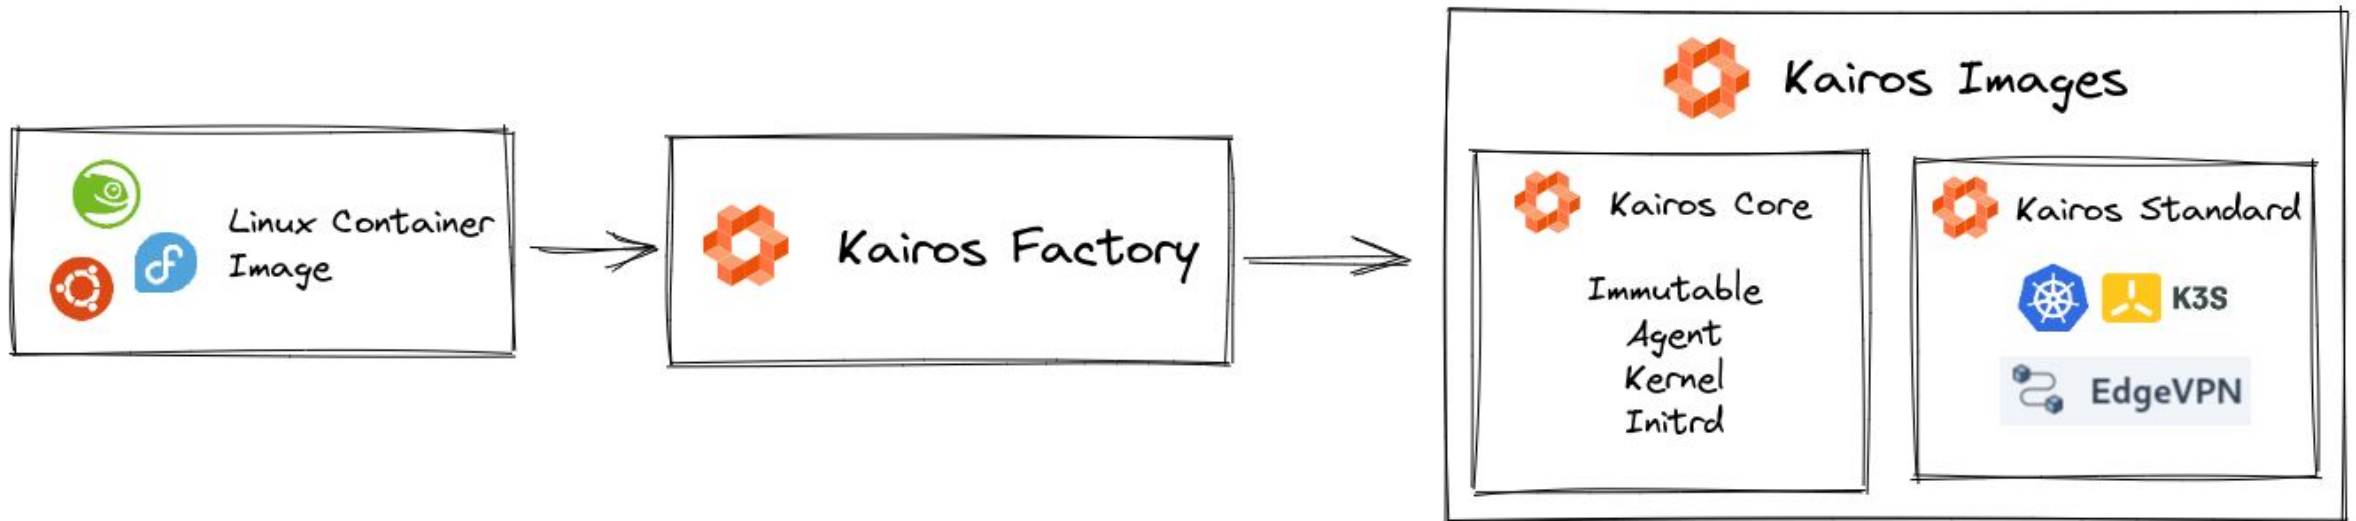 Linux Container
Image
Kairos Factory
Kairos Images
Kairos Core
Immutable
Agent
Kernel
Initrd
Kairos Standard
K3S
EdgeVPN